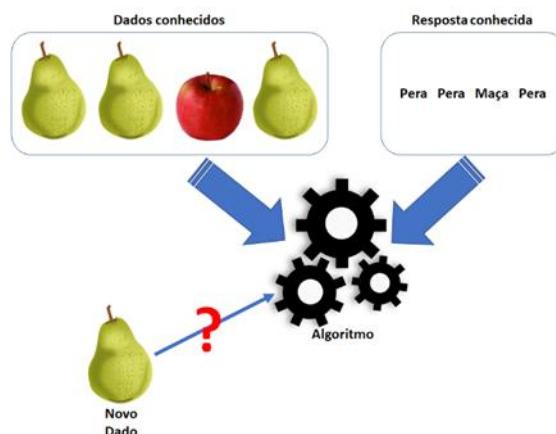 Dados conhecidos
Resposta conhecida
Pera Pera Maça Pera
?
Algoritmo
Novo
Dado